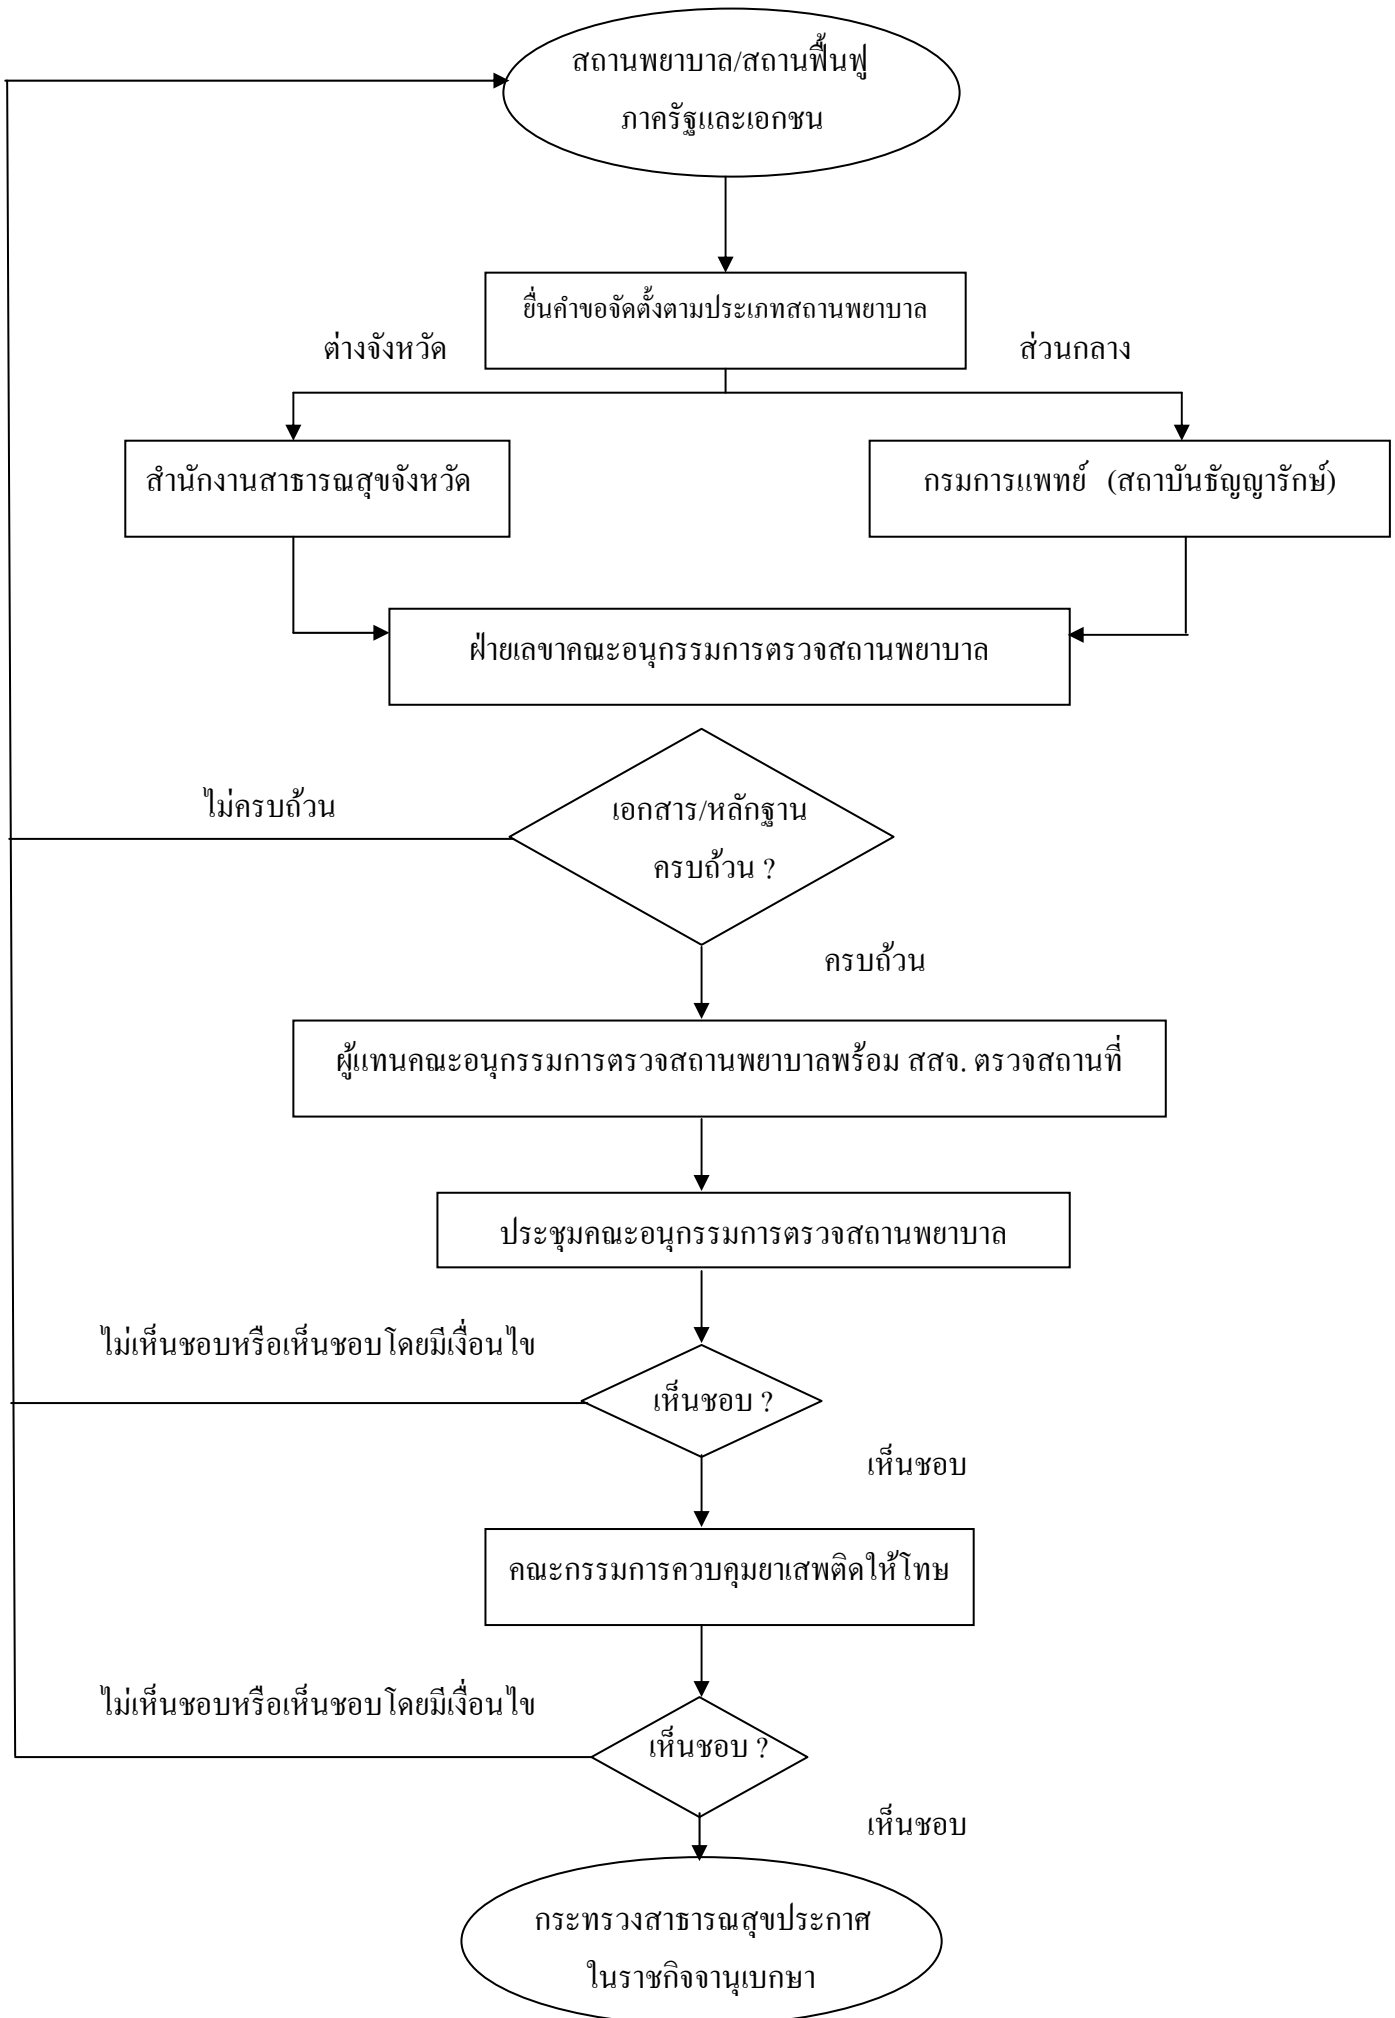 สถานพยาบาล/สถานฟื้นฟู
ภาครัฐและเอกชน
ยื่นคำขอจัดตั้งตามประเภทสถานพยาบาล
ต่างจังหวัด
ส่วนกลาง
สำนักงานสาธารณสุขจังหวัด
กรมการแพทย์ (สถาบันธัญญารักษ์)
ฝ่ายเลขาคณะอนุกรรมการตรวจสถานพยาบาล
ไม่ครบถ้วน
เอกสาร/หลักฐาน
ครบถ้วน ?
ครบถ้วน
ผู้แทนคณะอนุกรรมการตรวจสถานพยาบาลพร้อม สสจ. ตรวจสถานที่
ประชุมคณะอนุกรรมการตรวจสถานพยาบาล
ไม่เห็นชอบหรือเห็นชอบโดยมีเงื่อนไข
เห็นชอบ ?
เห็นชอบ
คณะกรรมการควบคุมยาเสพติดให้โทษ
ไม่เห็นชอบหรือเห็นชอบโดยมีเงื่อนไข
เห็นชอบ ?
เห็นชอบ
กระทรวงสาธารณสุขประกาศ
ในราชกิจจานุเบกษา